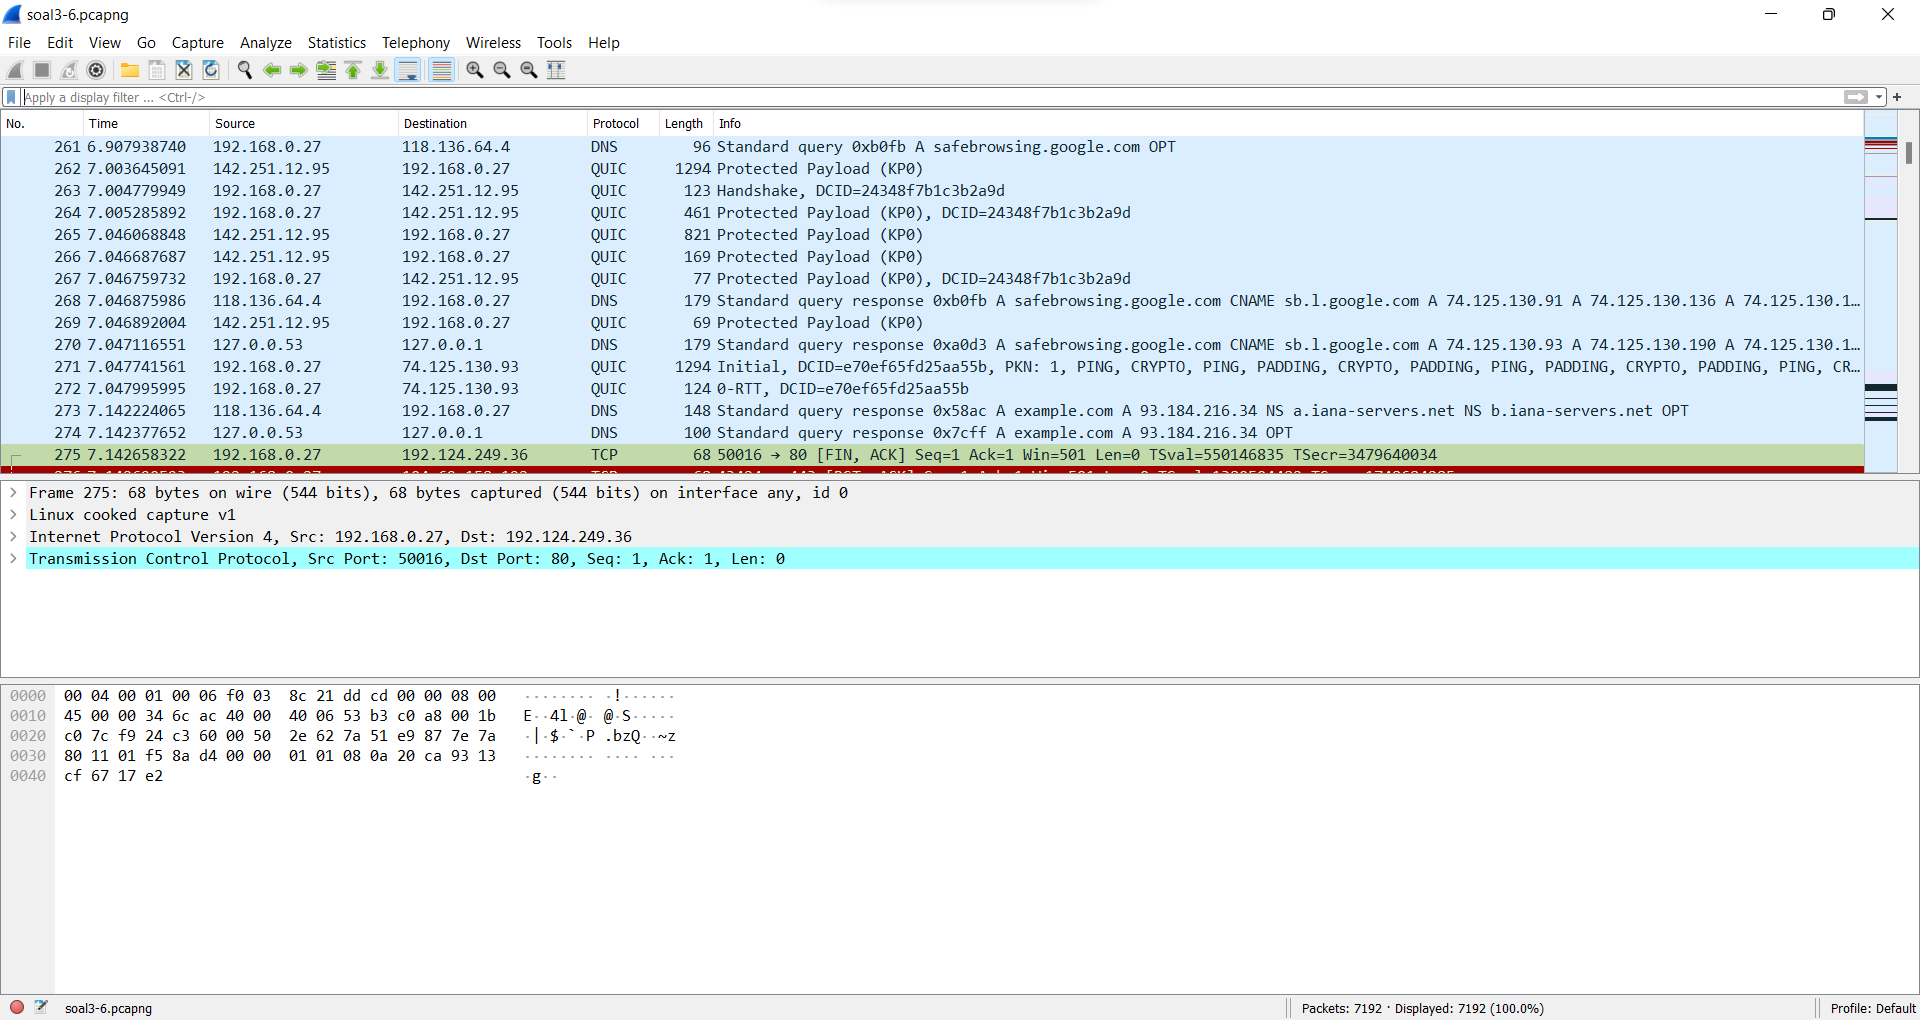 soal3-6.pcapng
File Edit View Go Capture Analyze Statistics Telephony Wireless Tools Help
Apply a display filter ... <Ctrl-/>
No. Time Source Destination Protocol Length Info
261 6.907938740 192.168.0.27 118.136.64.4 DNS 96 Standard query 0xb0fb A safebrowsing.google.com OPT
262 7.003645091 142.251.12.95 192.168.0.27 QUIC 1294 Protected Payload (KP0)
263 7.004779949 192.168.0.27 142.251.12.95 QUIC 123 Handshake, DCID=24348f7b1c3b2a9d
264 7.005285892 192.168.0.27 142.251.12.95 QUIC 461 Protected Payload (KP0), DCID=24348f7b1c3b2a9d
265 7.046068848 142.251.12.95 192.168.0.27 QUIC 821 Protected Payload (KP0)
266 7.046687687 142.251.12.95 192.168.0.27 QUIC 169 Protected Payload (KP0)
267 7.046759732 192.168.0.27 142.251.12.95 QUIC 77 Protected Payload (KP0), DCID=24348f7b1c3b2a9d
268 7.046875986 118.136.64.4 192.168.0.27 DNS 179 Standard query response 0xb0fb A safebrowsing.google.com CNAME sb.l.google.com A 74.125.130.91 A 74.125.130.136 A 74.125.130.1…
269 7.046892004 142.251.12.95 192.168.0.27 QUIC 69 Protected Payload (KP0)
270 7.047116551 127.0.0.53 127.0.0.1 DNS 179 Standard query response 0xa0d3 A safebrowsing.google.com CNAME sb.l.google.com A 74.125.130.93 A 74.125.130.190 A 74.125.130.1…
271 7.047741561 192.168.0.27 74.125.130.93 QUIC 1294 Initial, DCID=e70ef65fd25aa55b, PKN: 1, PING, CRYPTO, PING, PADDING, CRYPTO, PADDING, PING, PADDING, CRYPTO, PADDING, PING, CR…
272 7.047995995 192.168.0.27 74.125.130.93 QUIC 124 0-RTT, DCID=e70ef65fd25aa55b
273 7.142224065 118.136.64.4 192.168.0.27 DNS 148 Standard query response 0x58ac A example.com A 93.184.216.34 NS a.iana-servers.net NS b.iana-servers.net OPT
274 7.142377652 127.0.0.53 127.0.0.1 DNS 100 Standard query response 0x7cff A example.com A 93.184.216.34 OPT
275 7.142658322 192.168.0.27 192.124.249.36 TCP 68 50016 → 80 [FIN, ACK] Seq=1 Ack=1 Win=501 Len=0 TSval=550146835 TSecr=3479640034
Frame 275: 68 bytes on wire (544 bits), 68 bytes captured (544 bits) on interface any, id 0
Linux cooked capture v1
Internet Protocol Version 4, Src: 192.168.0.27, Dst: 192.124.249.36
Transmission Control Protocol, Src Port: 50016, Dst Port: 80, Seq: 1, Ack: 1, Len: 0
0000 00 04 00 01 00 06 f0 03 8c 21 dd cd 00 00 08 00 ········ ·!······
0010 45 00 00 34 6c ac 40 00 40 06 53 b3 c0 a8 00 1b E··4l·@· @·S·····
0020 c0 7c f9 24 c3 60 00 50 2e 62 7a 51 e9 87 7e 7a ·|·$·`·P .bzQ··~z
0030 80 11 01 f5 8a d4 00 00 01 01 08 0a 20 ca 93 13 ········ ···· ···
0040 cf 67 17 e2 ·g··
soal3-6.pcapng Packets: 7192 · Displayed: 7192 (100.0%) Profile: Default